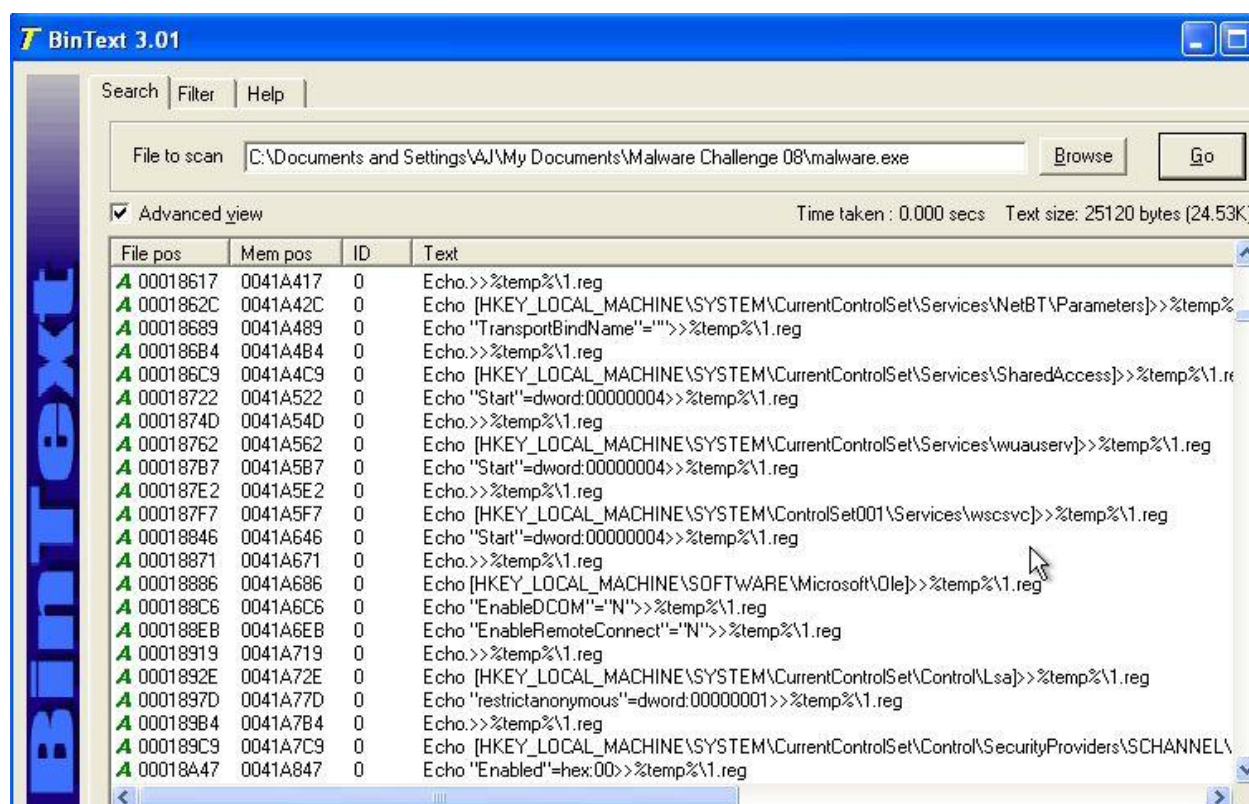 BinText 3.01
Search Filter Help
File to scan C:\Documents and Settings\AJ\My Documents\Malware Challenge 08\malware.exe Browse Go
Advanced view Time taken : 0.000 secs Text size: 25120 bytes (24.53K)
File pos Mem pos ID Text
A 00018617 0041A417 0 Echo.>>%temp%\1.reg
A 0001862C 0041A42C 0 Echo [HKEY_LOCAL_MACHINE\SYSTEM\CurrentControlSet\Services\NetBT\Parameters]>>%temp%
A 00018689 0041A489 0 Echo "TransportBindName"="">>%temp%\1.reg
A 000186B4 0041A4B4 0 Echo.>>%temp%\1.reg
A 000186C9 0041A4C9 0 Echo [HKEY_LOCAL_MACHINE\SYSTEM\CurrentControlSet\Services\SharedAccess]>>%temp%\1.re
A 00018722 0041A522 0 Echo "Start"=dword:00000004>>%temp%\1.reg
A 0001874D 0041A54D 0 Echo.>>%temp%\1.reg
A 00018762 0041A562 0 Echo [HKEY_LOCAL_MACHINE\SYSTEM\CurrentControlSet\Services\wuauserv]>>%temp%\1.reg
A 000187B7 0041A5B7 0 Echo "Start"=dword:00000004>>%temp%\1.reg
A 000187E2 0041A5E2 0 Echo.>>%temp%\1.reg
A 000187F7 0041A5F7 0 Echo [HKEY_LOCAL_MACHINE\SYSTEM\ControlSet001\Services\wscsvc]>>%temp%\1.reg
A 00018846 0041A646 0 Echo "Start"=dword:00000004>>%temp%\1.reg
A 00018871 0041A671 0 Echo.>>%temp%\1.reg
A 00018886 0041A686 0 Echo [HKEY_LOCAL_MACHINE\SOFTWARE\Microsoft\Ole]>>%temp%\1.reg
A 000188C6 0041A6C6 0 Echo "EnableDCOM"="N">>%temp%\1.reg
A 000188EB 0041A6EB 0 Echo "EnableRemoteConnect"="N">>%temp%\1.reg
A 00018919 0041A719 0 Echo.>>%temp%\1.reg
A 0001892E 0041A72E 0 Echo [HKEY_LOCAL_MACHINE\SYSTEM\CurrentControlSet\Control\Lsa]>>%temp%\1.reg
A 0001897D 0041A77D 0 Echo "restrictanonymous"=dword:00000001>>%temp%\1.reg
A 000189B4 0041A7B4 0 Echo.>>%temp%\1.reg
A 000189C9 0041A7C9 0 Echo [HKEY_LOCAL_MACHINE\SYSTEM\CurrentControlSet\Control\SecurityProviders\SCHANNEL\
A 00018A47 0041A847 0 Echo "Enabled"=hex:00>>%temp%\1.reg
BinText